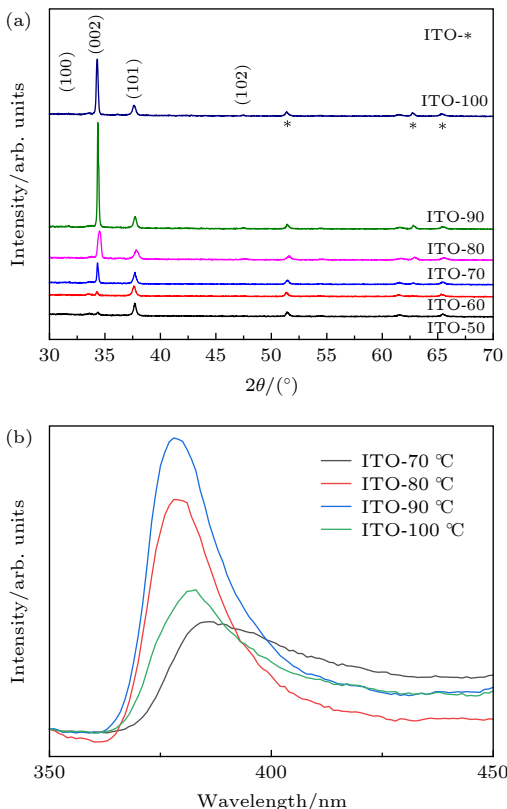 (a)
ITO-*
(100)
(002)
(101)
(102)
ITO-100
*
*
*
ITO-90
ITO-80
ITO-70
ITO-60
ITO-50
Intensity/arb. units
30 35 40 45 50 55 60 65 70
2θ/(°)
(b)
ITO-70 ℃
ITO-80 ℃
ITO-90 ℃
ITO-100 ℃
Intensity/arb. units
350 400 450
Wavelength/nm